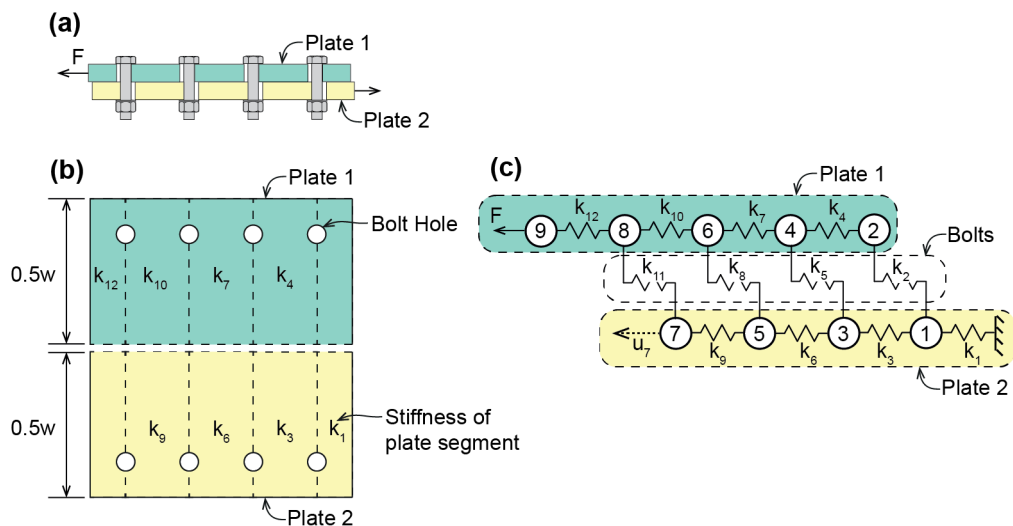 (a)
Plate 1
F
Plate 2
(b)
Plate 1
Bolt Hole
0.5w
k12 k10 k7 k4
0.5w
k9 k6 k3 k1
Stiffness of
plate segment
Plate 2
(c)
Plate 1
F 9 k12 8 k10 6 k7 4 k4 2
Bolts
k11 k8 k5 k2
u7 7 k9 5 k6 3 k3 1 k1
Plate 2